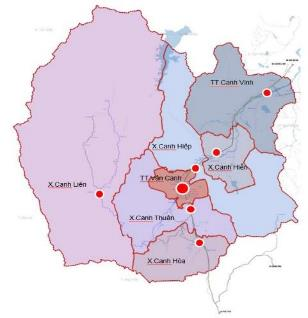 TT Canh Vinh
X.Canh Hiệp
X.Canh Hiển
TT.Vân Canh
X.Canh Liên
X.Canh Thuận
X.Canh Hòa